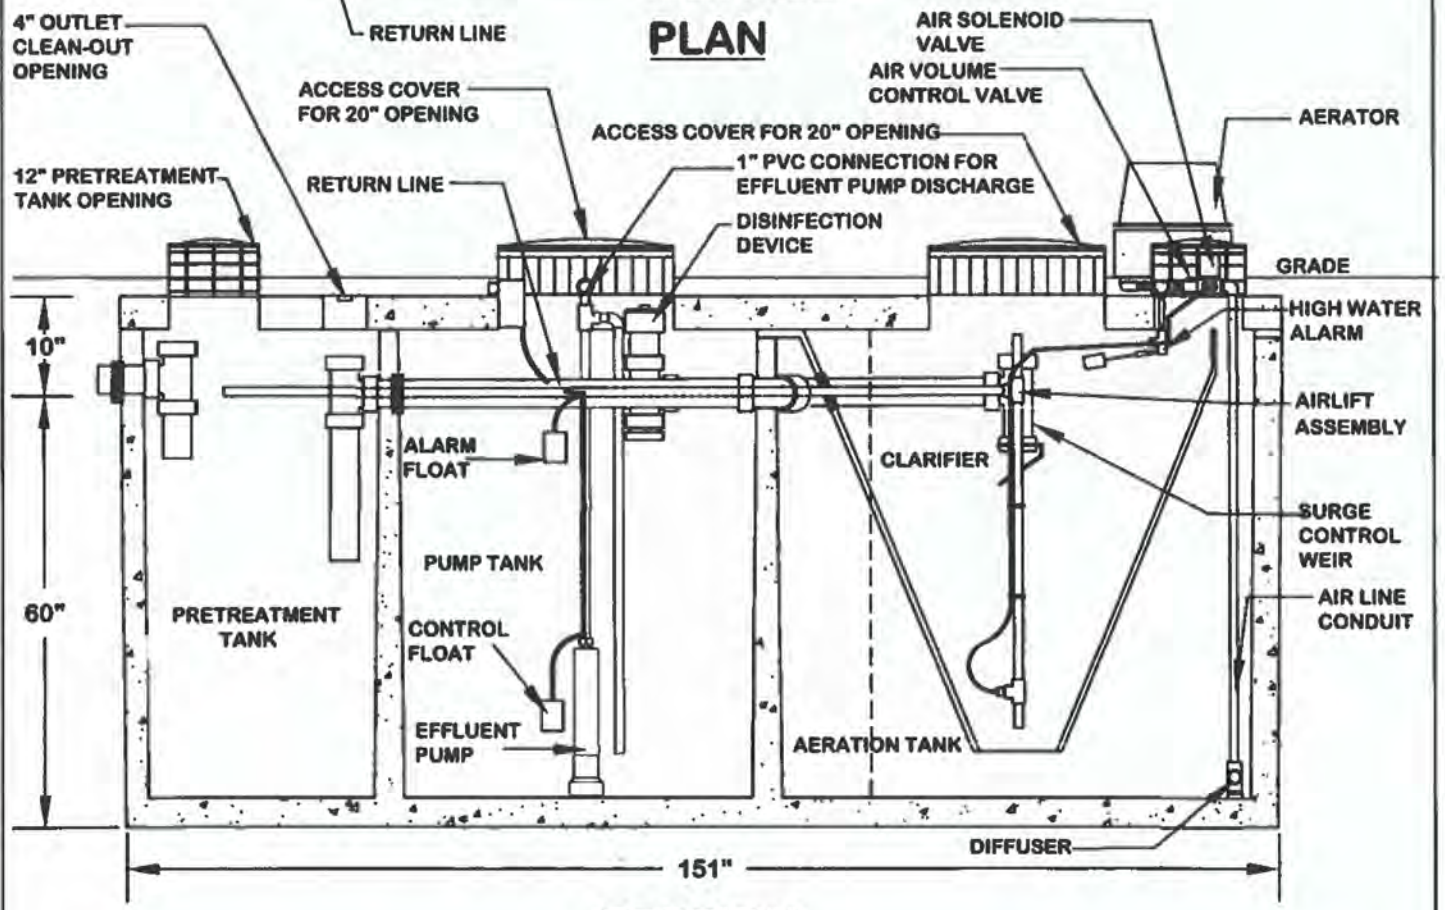 4" OUTLET
CLEAN-OUT
OPENING
RETURN LINE
PLAN
AIR SOLENOID
VALVE
AIR VOLUME
CONTROL VALVE
ACCESS COVER
FOR 20" OPENING
AERATOR
ACCESS COVER FOR 20" OPENING
12" PRETREATMENT
TANK OPENING
RETURN LINE
1" PVC CONNECTION FOR
EFFLUENT PUMP DISCHARGE
DISINFECTION
DEVICE
GRADE
HIGH WATER
ALARM
10"
AIRLIFT
ASSEMBLY
ALARM
FLOAT
CLARIFIER
SURGE
CONTROL
WEIR
PUMP TANK
60"
PRETREATMENT
TANK
CONTROL
FLOAT
AIR LINE
CONDUIT
EFFLUENT
PUMP
AERATION TANK
DIFFUSER
151"